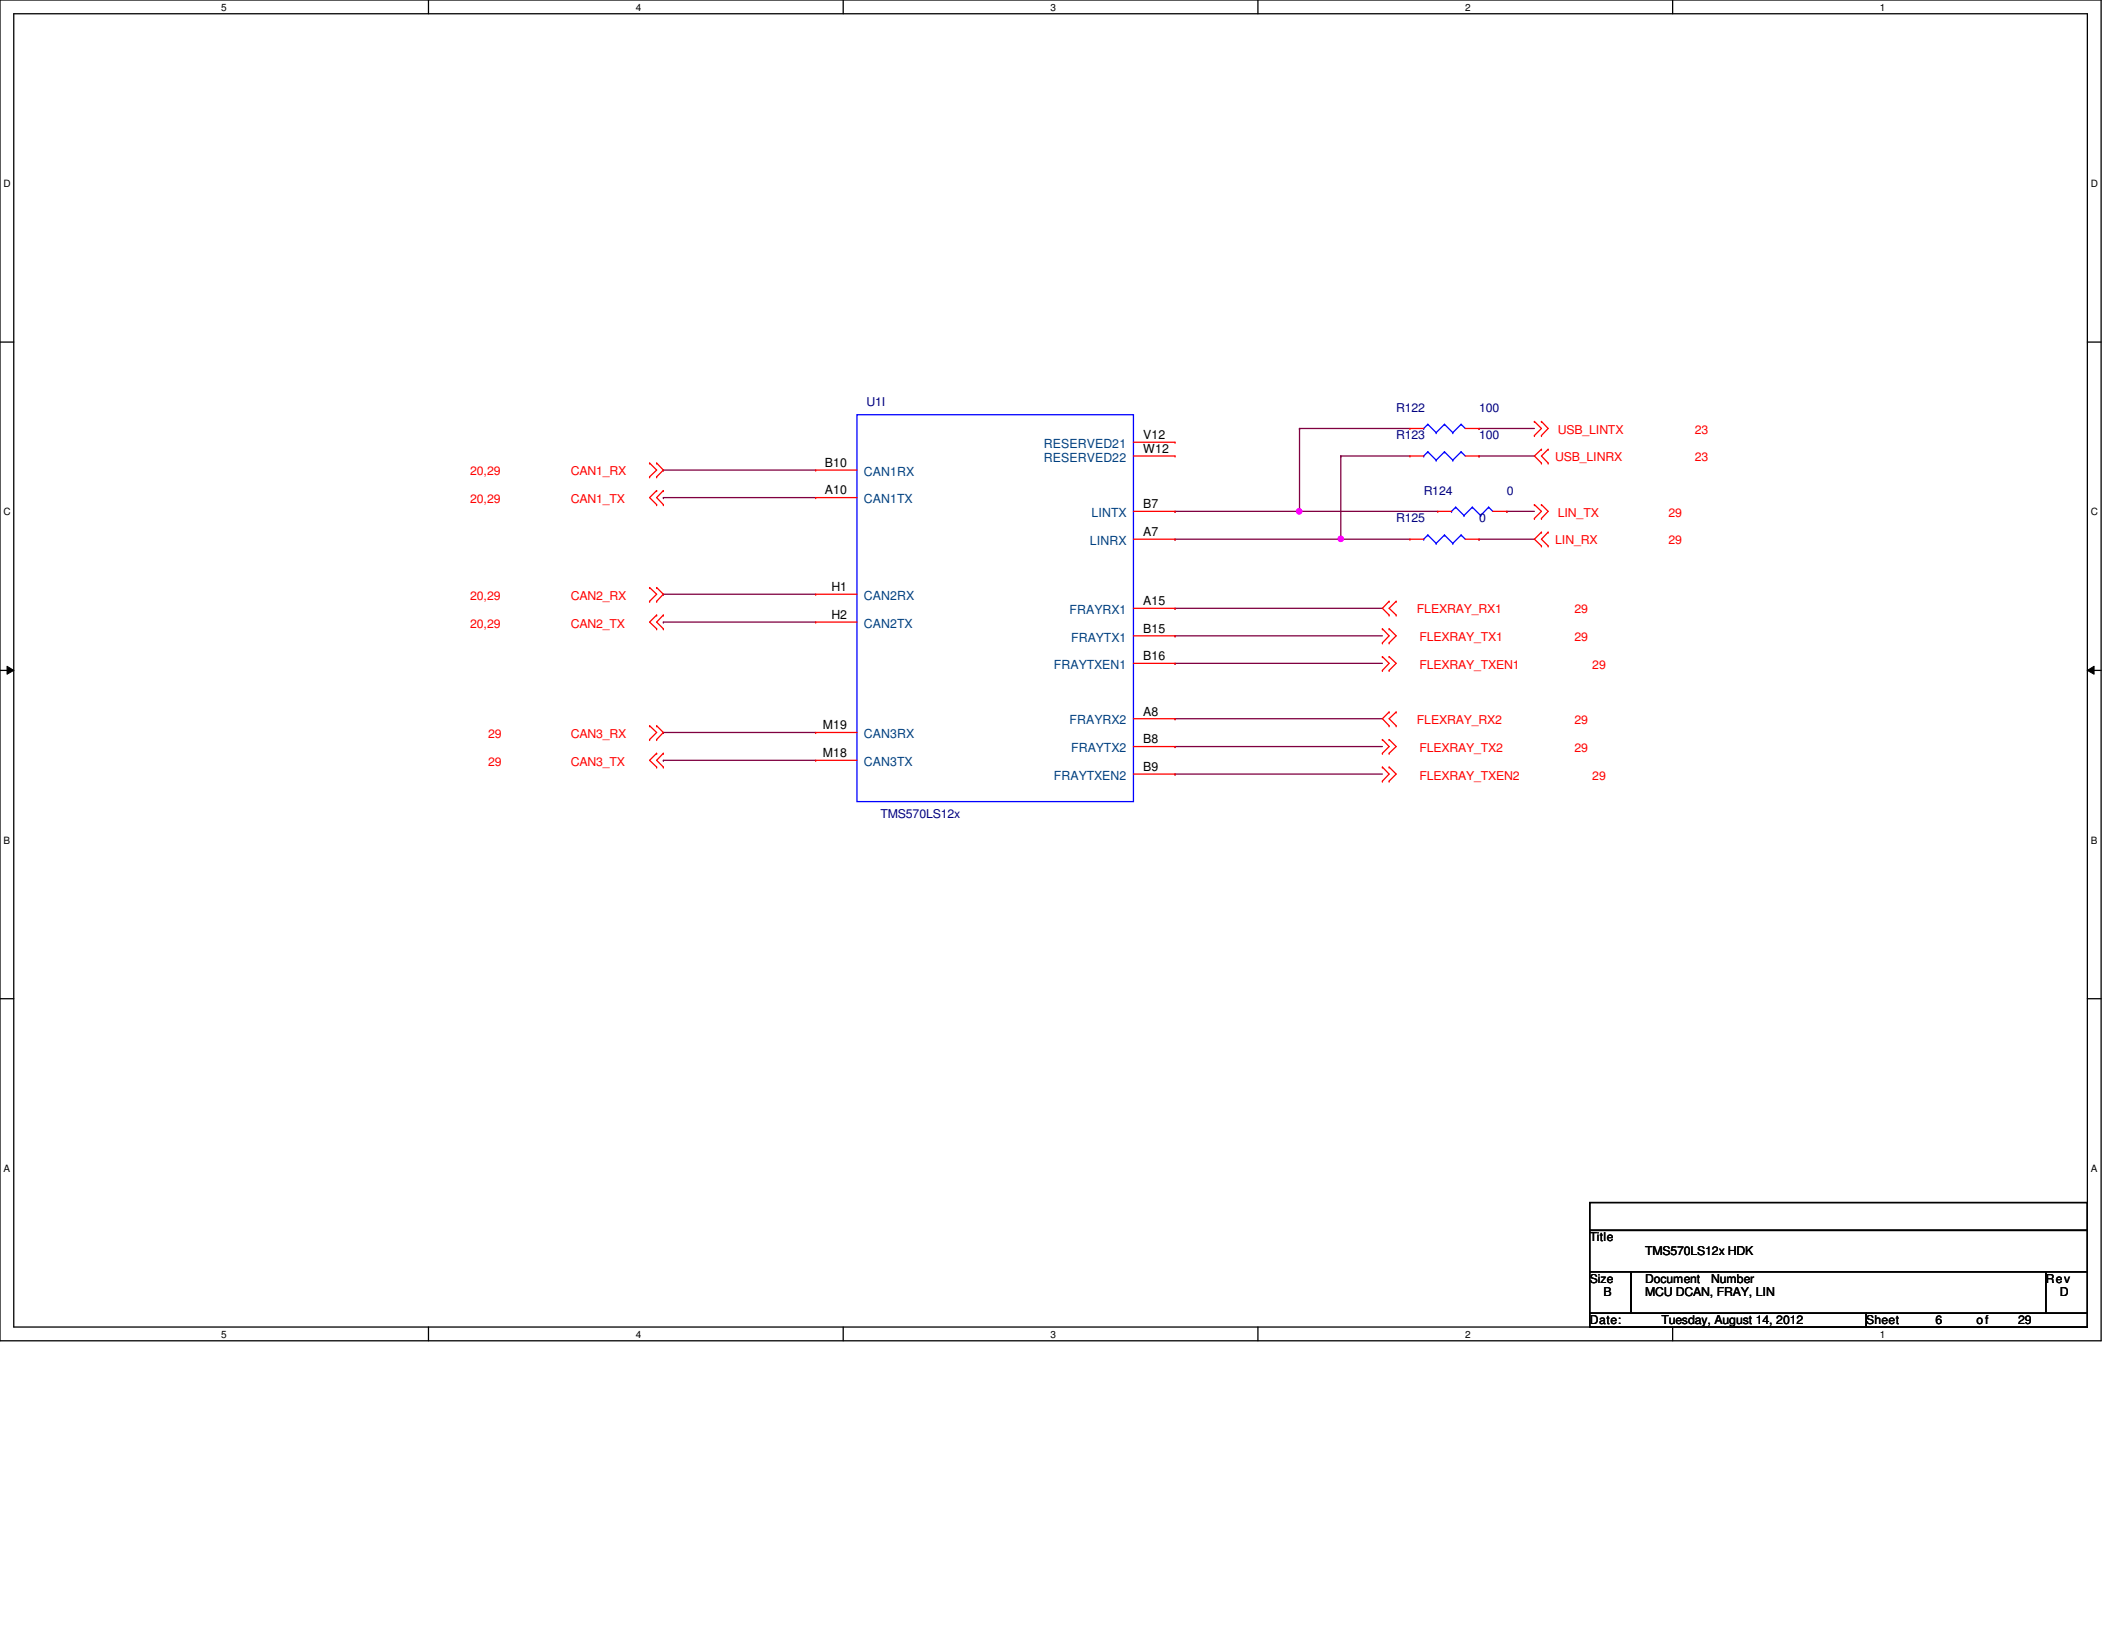 5 4 3 2 1
D D
U1I
R122 100
USB_LINTX 23
R123 100
V12
RESERVED21
W12
RESERVED22
USB_LINRX 23
20,29 CAN1_RX B10 CAN1RX
20,29 CAN1_TX A10 CAN1TX
R124 0
C C
LINTX B7 LIN_TX 29
R125 0
LINRX A7 LIN_RX 29
20,29 CAN2_RX H1 CAN2RX
FRAYRX1 A15 FLEXRAY_RX1 29
20,29 CAN2_TX H2 CAN2TX
FRAYTX1 B15 FLEXRAY_TX1 29
FRAYTXEN1 B16 FLEXRAY_TXEN1 29
FRAYRX2 A8 FLEXRAY_RX2 29
29 CAN3_RX M19 CAN3RX
FRAYTX2 B8 FLEXRAY_TX2 29
29 CAN3_TX M18 CAN3TX
FRAYTXEN2 B9 FLEXRAY_TXEN2 29
TMS570LS12x
B B
A A
Title
TMS570LS12x HDK
Size Document Number Rev
B MCU DCAN, FRAY, LIN D
Date: Tuesday, August 14, 2012 Sheet 6 of 29
5 4 3 2 1